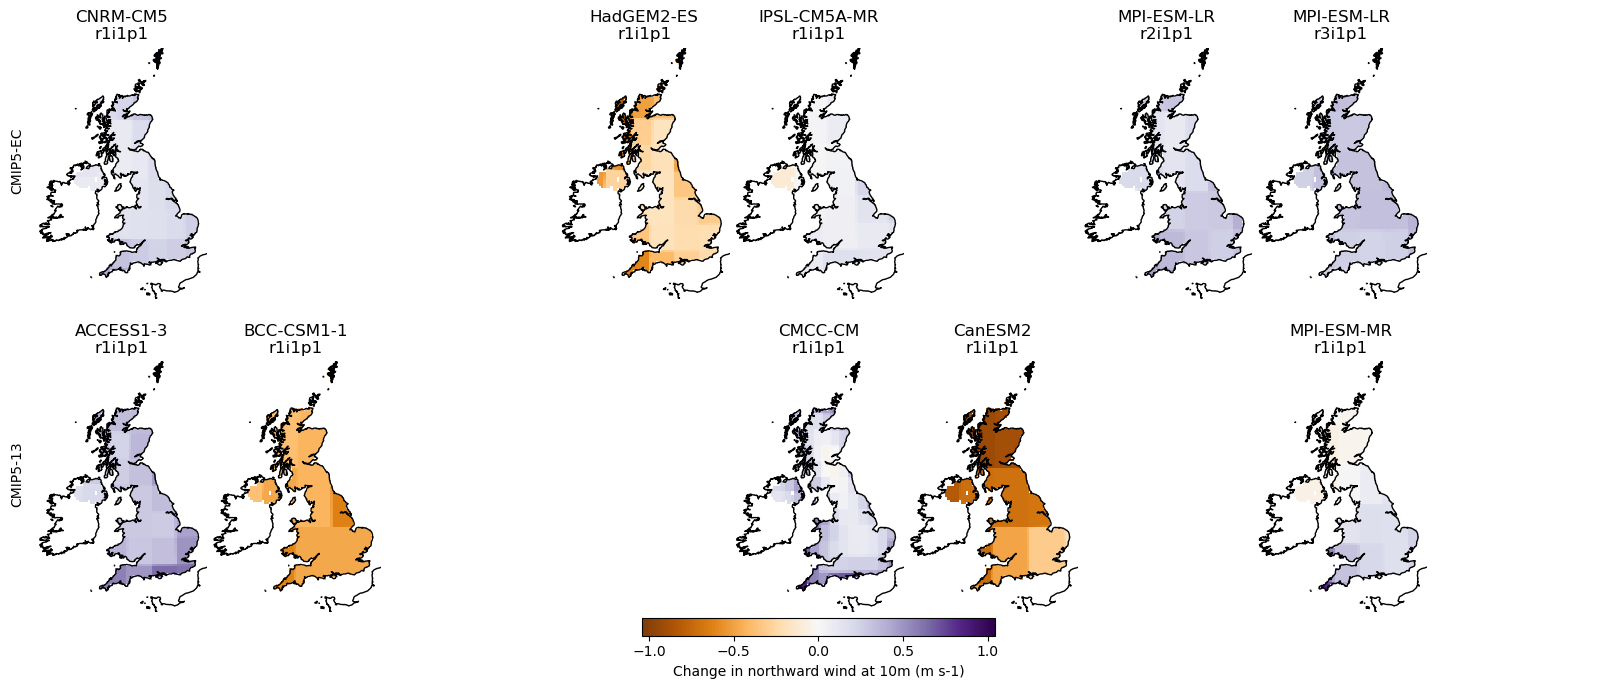 CNRM-CM5
r1i1p1
HadGEM2-ES
r1i1p1
IPSL-CM5A-MR
r1i1p1
MPI-ESM-LR
r2i1p1
MPI-ESM-LR
r3i1p1
CMIP5-EC
ACCESS1-3
r1i1p1
BCC-CSM1-1
r1i1p1
CMCC-CM
r1i1p1
CanESM2
r1i1p1
MPI-ESM-MR
r1i1p1
CMIP5-13
−1.0 −0.5 0.0 0.5 1.0
Change in northward wind at 10m (m s-1)